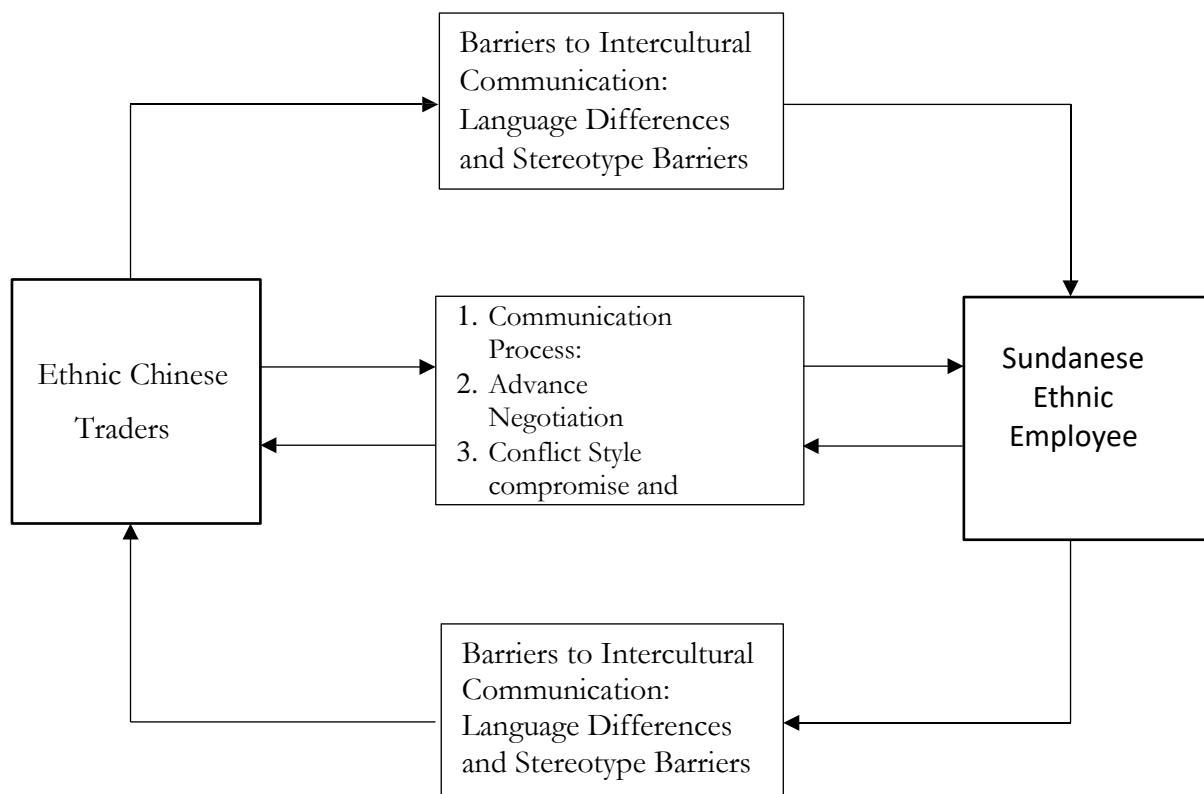 Barriers to Intercultural
Communication:
Language Differences
and Stereotype Barriers
Ethnic Chinese
Traders
1. Communication
Process:
2. Advance
Negotiation
3. Conflict Style
compromise and
Sundanese
Ethnic
Employee
Barriers to Intercultural
Communication:
Language Differences
and Stereotype Barriers